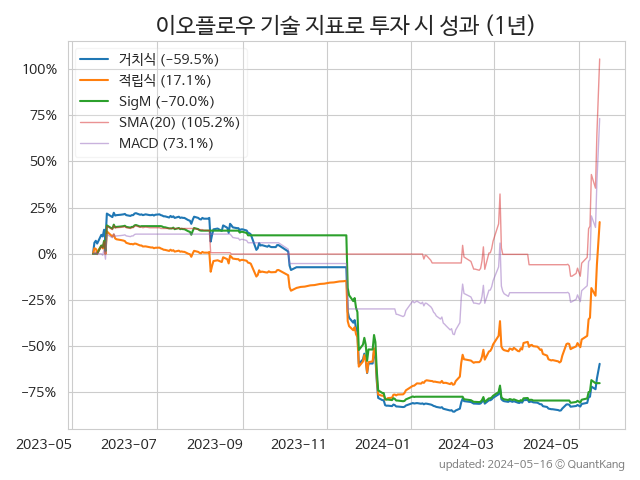 이오플로우 기술 지표로 투자 시 성과 (1년)
거치식 (−59.5%)
적립식 (17.1%)
SigM (−70.0%)
SMA(20) (105.2%)
MACD (73.1%)
100%
75%
50%
25%
0%
−25%
−50%
−75%
2023−05
2023−07
2023−09
2023−11
2024−01
2024−03
2024−05
updated: 2024−05−16 © QuantKang